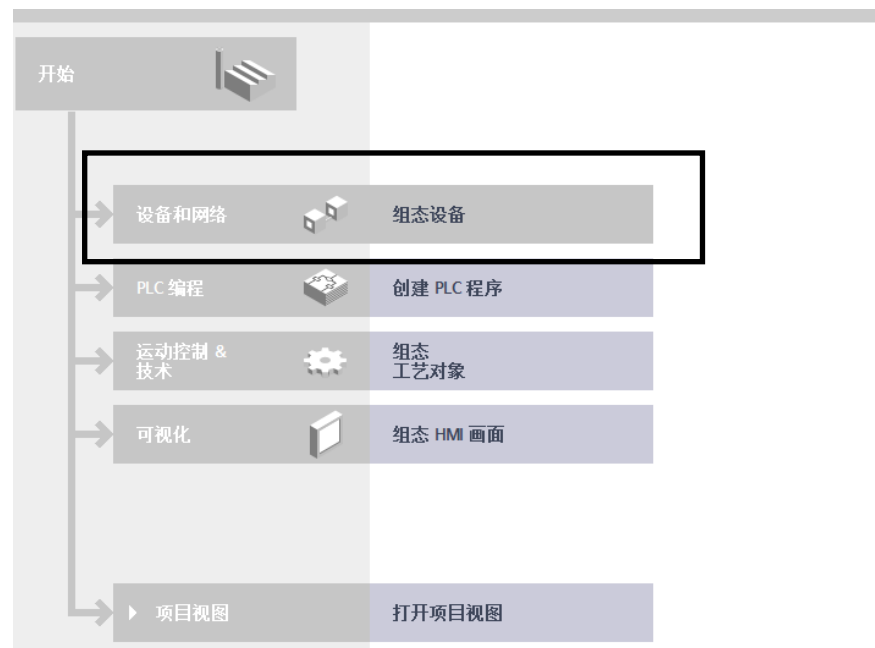 开始
设备和网络
组态设备
PLC 编程
创建 PLC 程序
运动控制 &
技术
组态
工艺对象
可视化
组态 HMI 画面
项目视图
打开项目视图